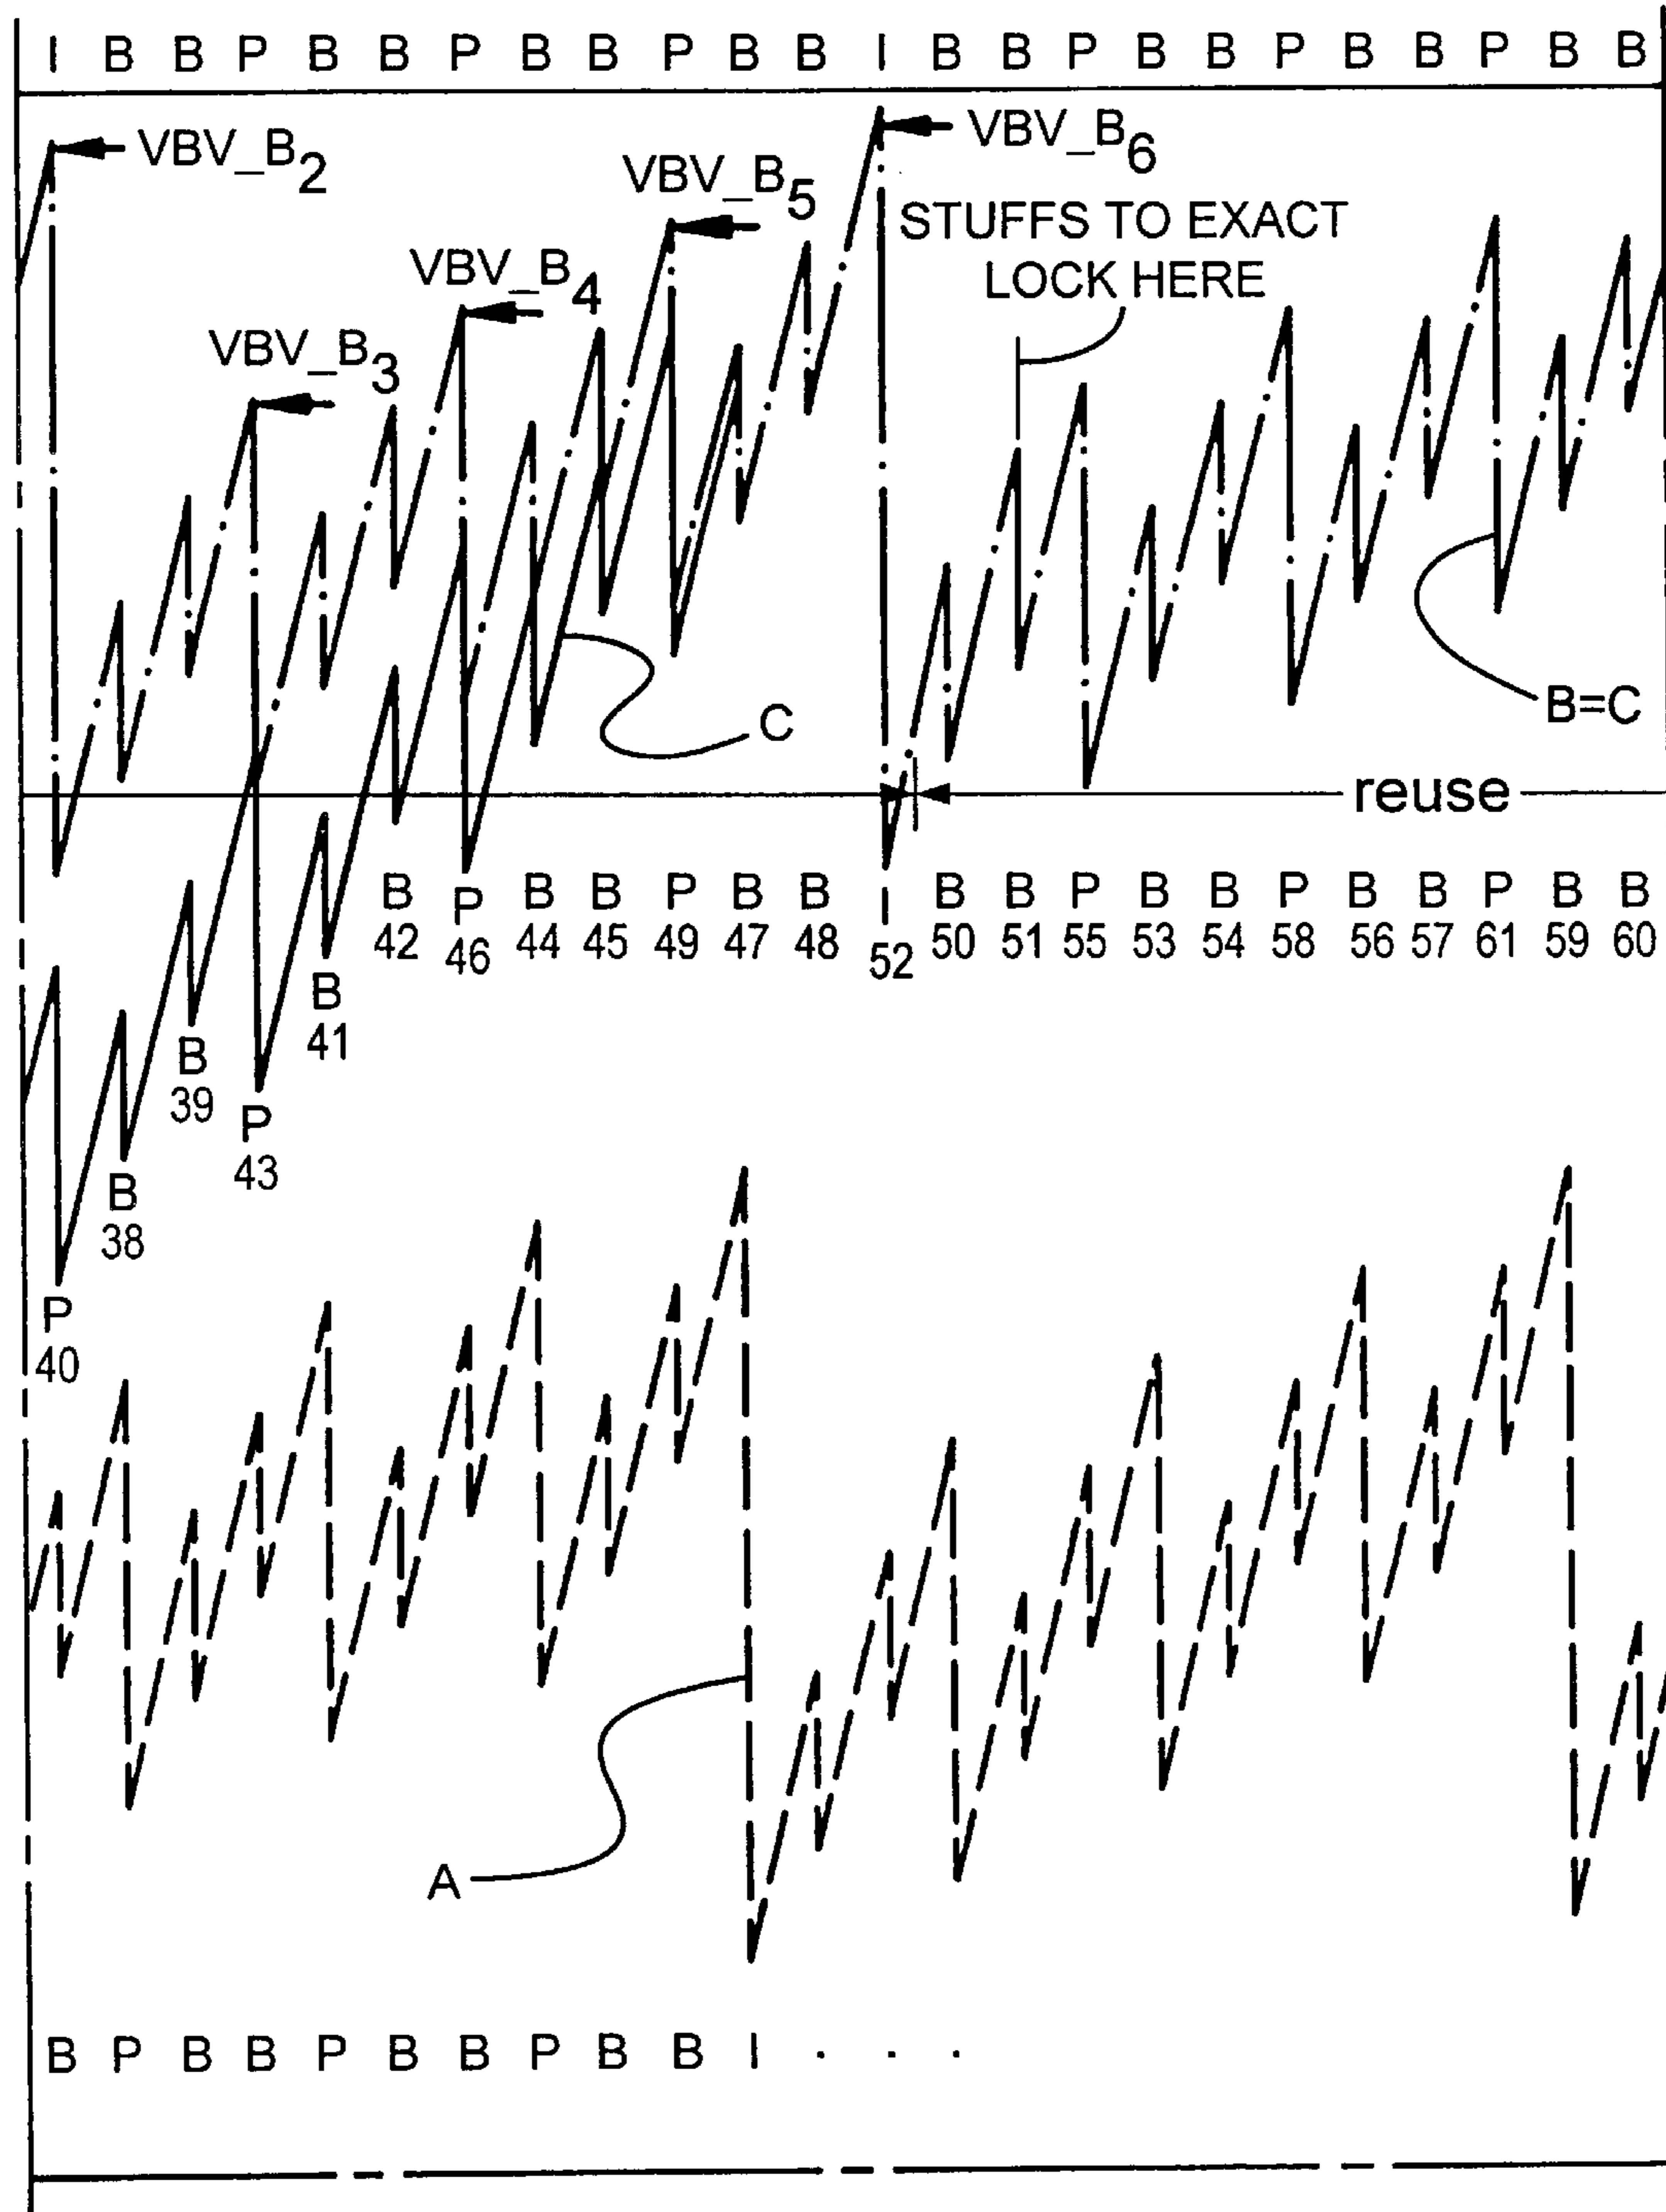 I B B P B B P B B P B B I B B P B B P B B P B B
VBV_B2
VBV_B3
VBV_B4
VBV_B5
VBV_B6
STUFFS TO EXACT
LOCK HERE
C
B=C
reuse
B B P B B P B B P B B
50 51 55 53 54 58 56 57 61 59 60
52
B P B B P B B
42 46 44 45 49 47 48
B
41
B
39
P
43
B
38
P
40
A
B P B B P B B P B B I . . .